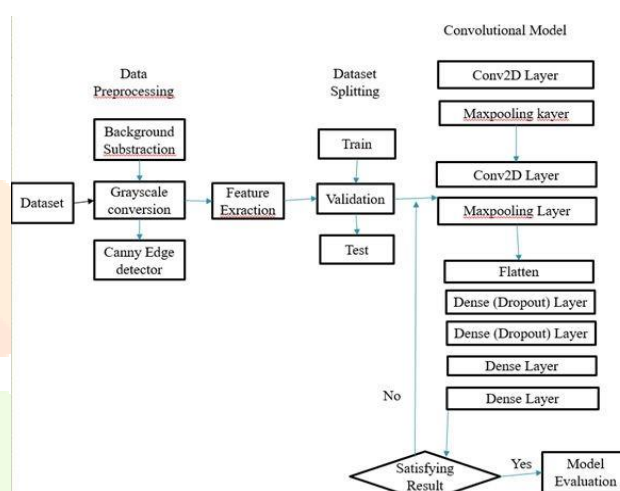 Convolutional Model
Data
Preprocessing
Dataset
Splitting
Conv2D Layer
Maxpooling kayer
Background
Substraction
Train
Conv2D Layer
Dataset
Grayscale
conversion
Feature
Exraction
Validation
Maxpooling Layer
Canny Edge
detector
Test
Flatten
Dense (Dropout) Layer
Dense (Dropout) Layer
Dense Layer
Dense Layer
No
Satisfying
Result
Yes
Model
Evaluation